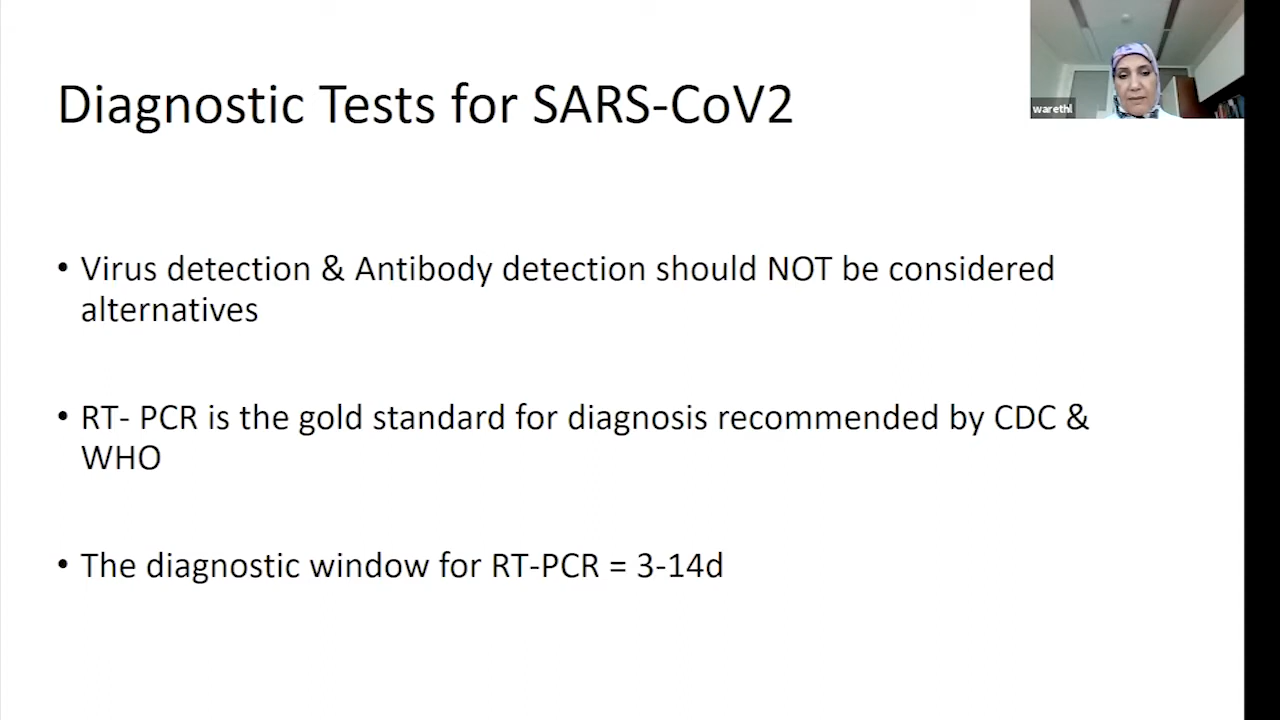 Diagnostic Tests for SARS-CoV2
warethl
• Virus detection & Antibody detection should NOT be considered
alternatives
• RT- PCR is the gold standard for diagnosis recommended by CDC &
WHO
• The diagnostic window for RT-PCR = 3-14d